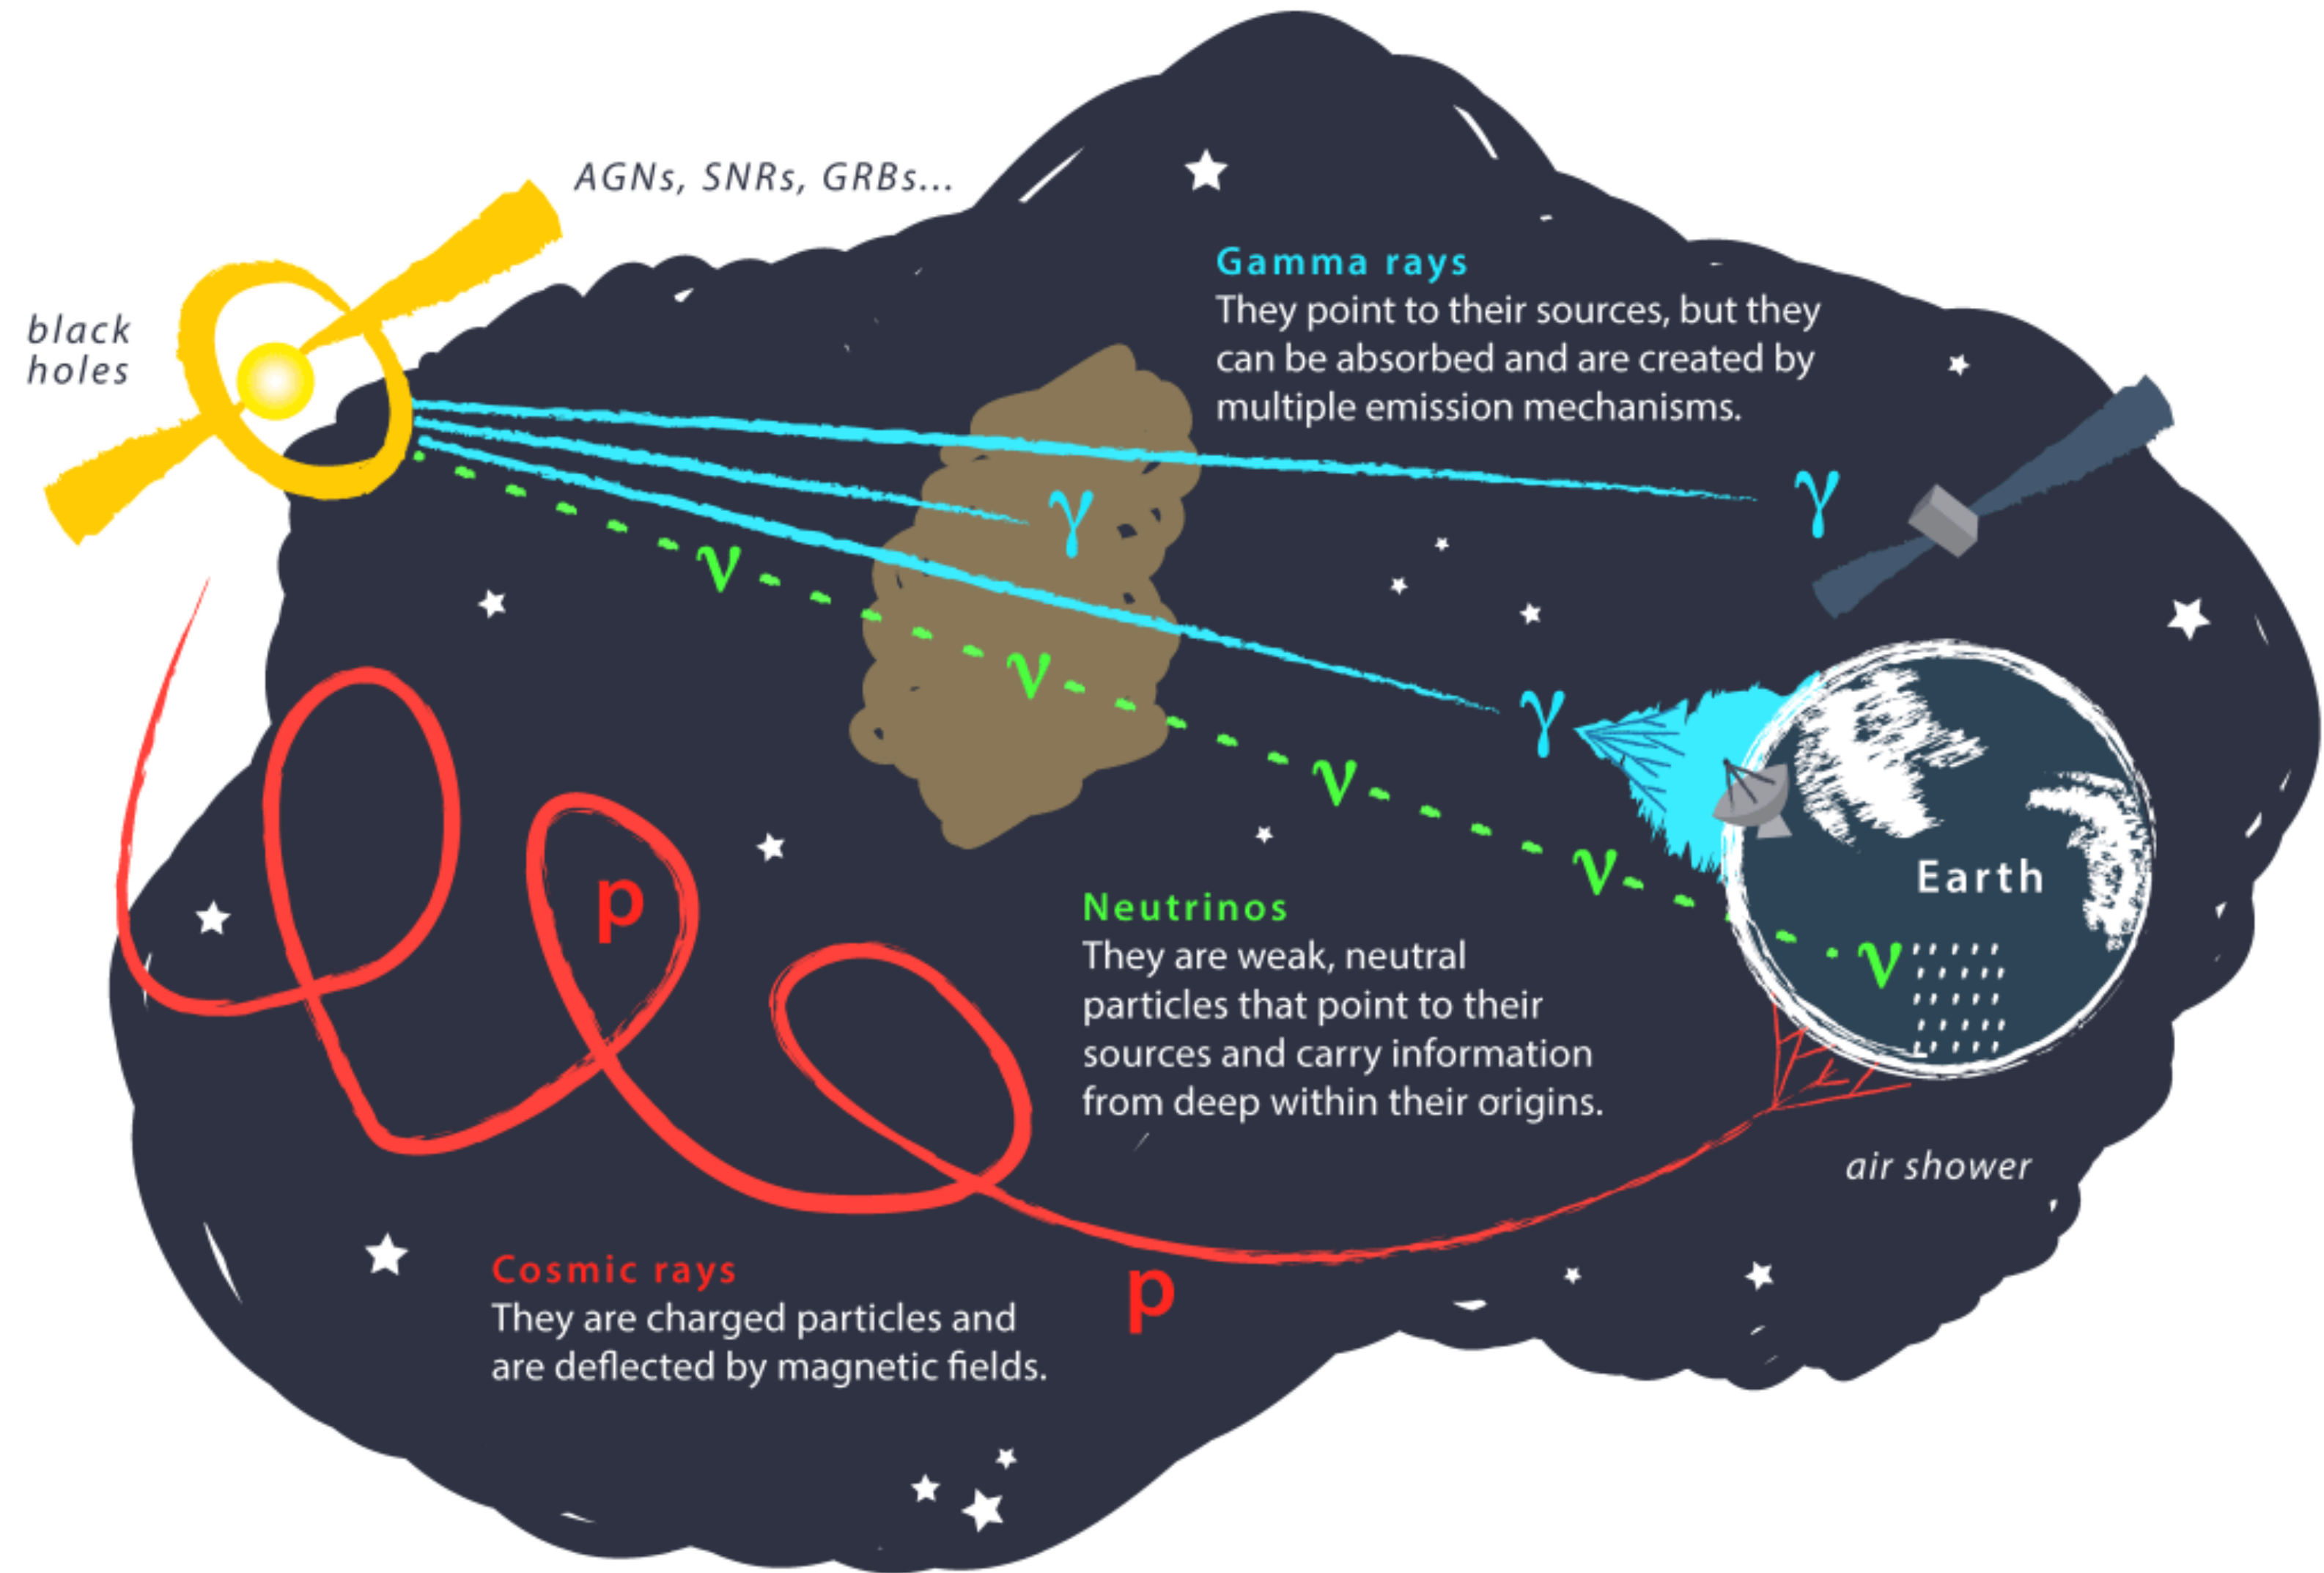 AGNs, SNRs, GRBs...
black
holes
Gamma rays
They point to their sources, but they
can be absorbed and are created by
multiple emission mechanisms.
γ
γ
γ
ν
ν
ν
ν
ν
Earth
p
Neutrinos
They are weak, neutral
particles that point to their
sources and carry information
from deep within their origins.
air shower
Cosmic rays
They are charged particles and
are deflected by magnetic fields.
p